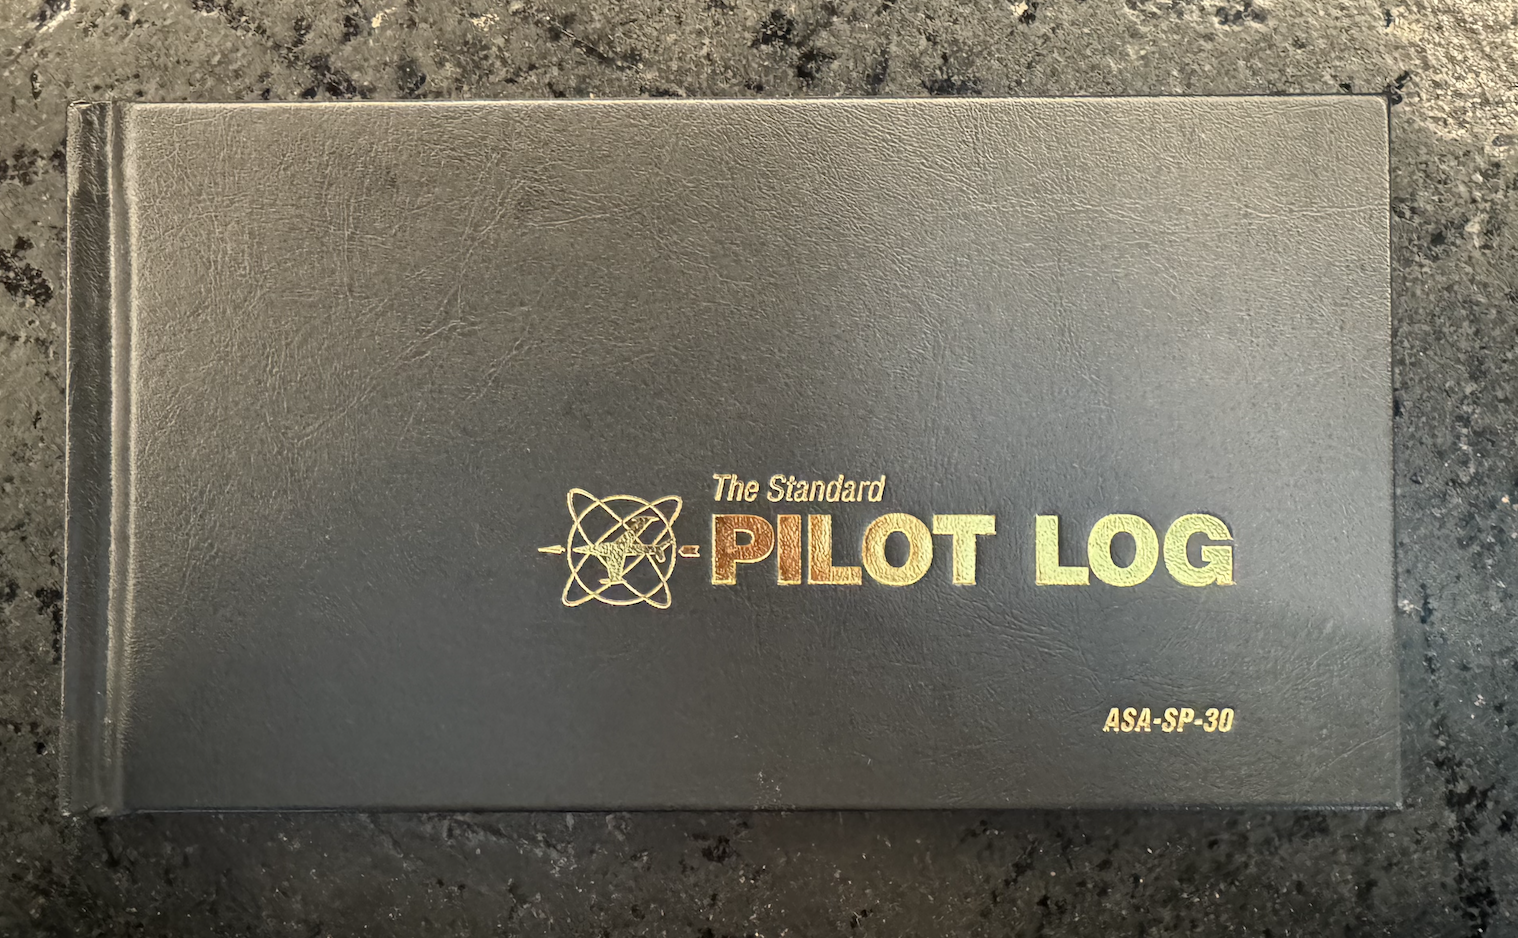 The Standard
PILOT LOG
ASA-SP-30